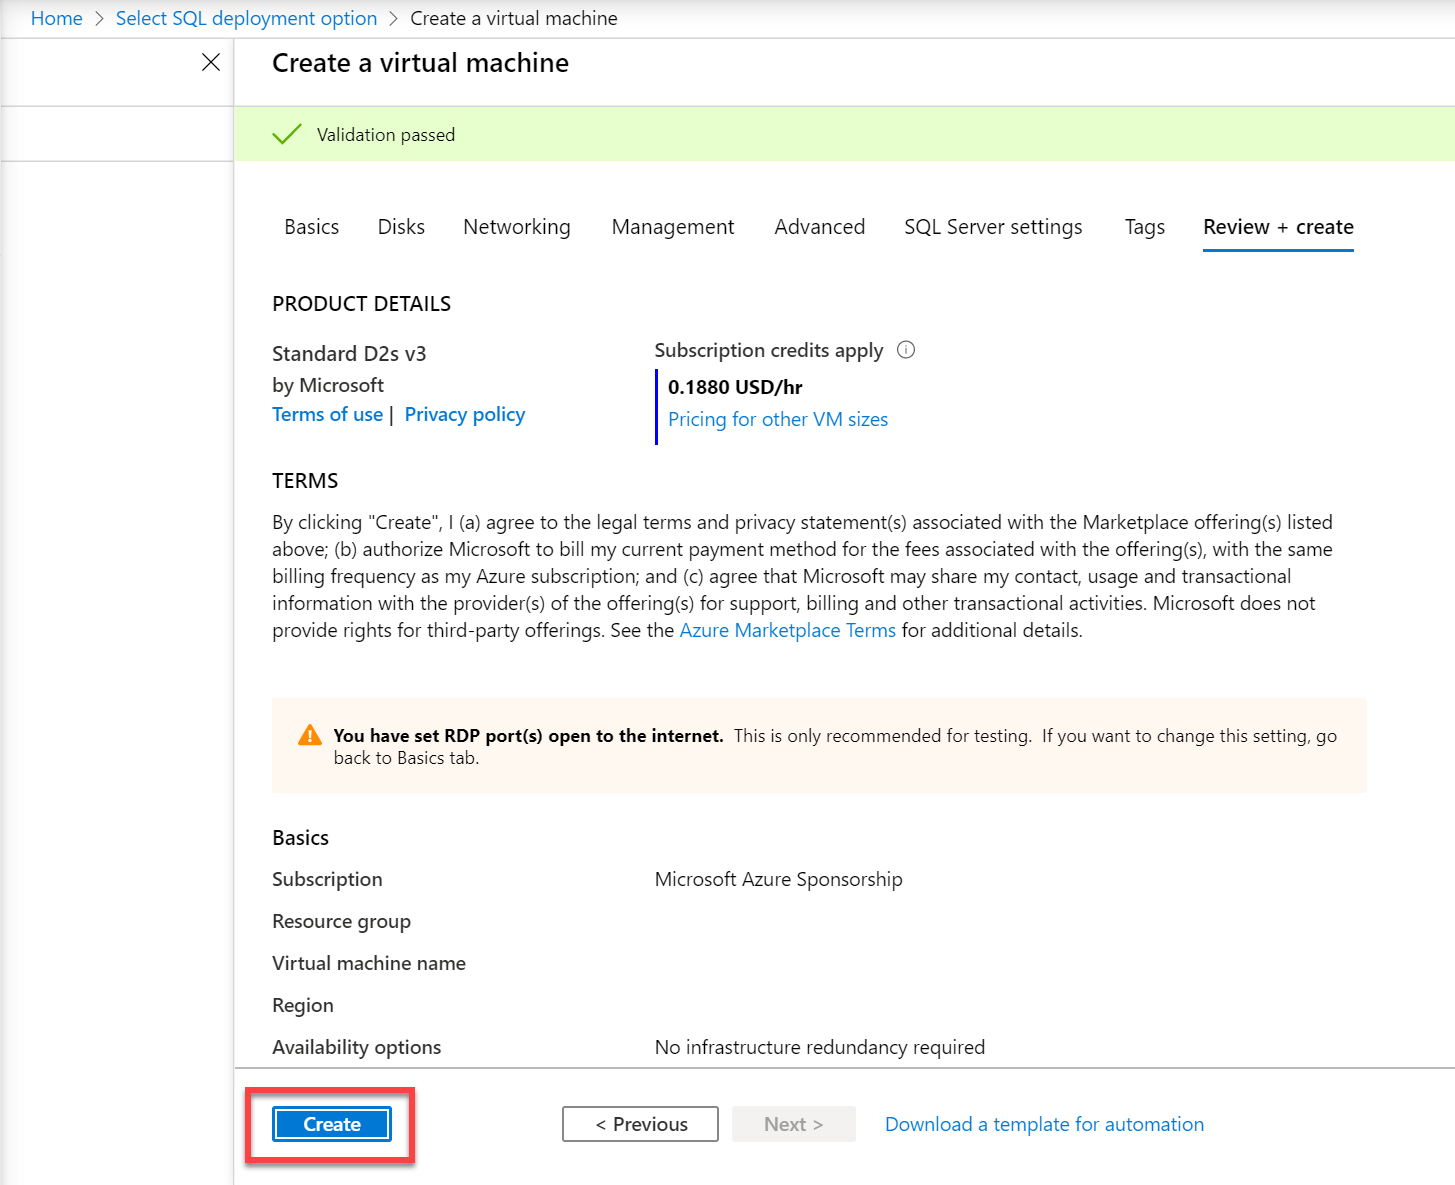 Home > Select SQL deployment option > Create a virtual machine
Create a virtual machine
Validation passed
Basics Disks Networking Management Advanced SQL Server settings Tags Review + create
PRODUCT DETAILS
Standard D2s v3
by Microsoft
Terms of use | Privacy policy
Subscription credits apply
0.1880 USD/hr
Pricing for other VM sizes
TERMS
By clicking "Create", I (a) agree to the legal terms and privacy statement(s) associated with the Marketplace offering(s) listed
above; (b) authorize Microsoft to bill my current payment method for the fees associated with the offering(s), with the same
billing frequency as my Azure subscription; and (c) agree that Microsoft may share my contact, usage and transactional
information with the provider(s) of the offering(s) for support, billing and other transactional activities. Microsoft does not
provide rights for third-party offerings. See the Azure Marketplace Terms for additional details.
You have set RDP port(s) open to the internet. This is only recommended for testing. If you want to change this setting, go
back to Basics tab.
Basics
Subscription Microsoft Azure Sponsorship
Resource group
Virtual machine name
Region
Availability options No infrastructure redundancy required
Create < Previous Next > Download a template for automation